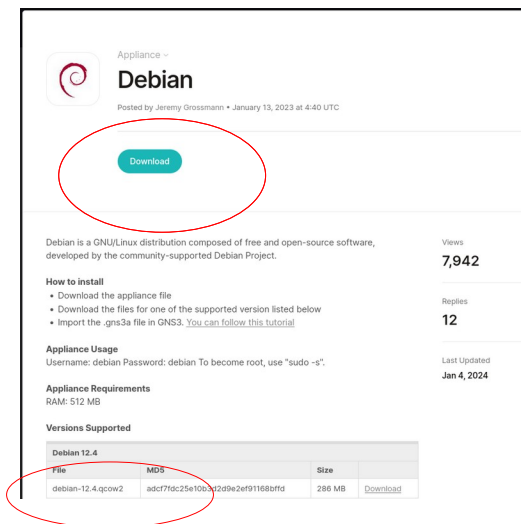 Appliance –
Debian
Posted by Jeremy Grossmann • January 13, 2023 at 4:40 UTC
Download
Debian is a GNU/Linux distribution composed of free and open-source software,
developed by the community-supported Debian Project.
Views
7,942
How to install
• Download the appliance file
• Download the files for one of the supported version listed below
• Import the .gns3a file in GNS3. You can follow this tutorial
Replies
12
Appliance Usage
Username: debian Password: debian To become root, use "sudo -s".
Last Updated
Jan 4, 2024
Appliance Requirements
RAM: 512 MB
Versions Supported
Debian 12.4
File MD5 Size
debian-12.4.qcow2 adcf7fdc25e10b3d2d9e2ef91168bffd 286 MB Download